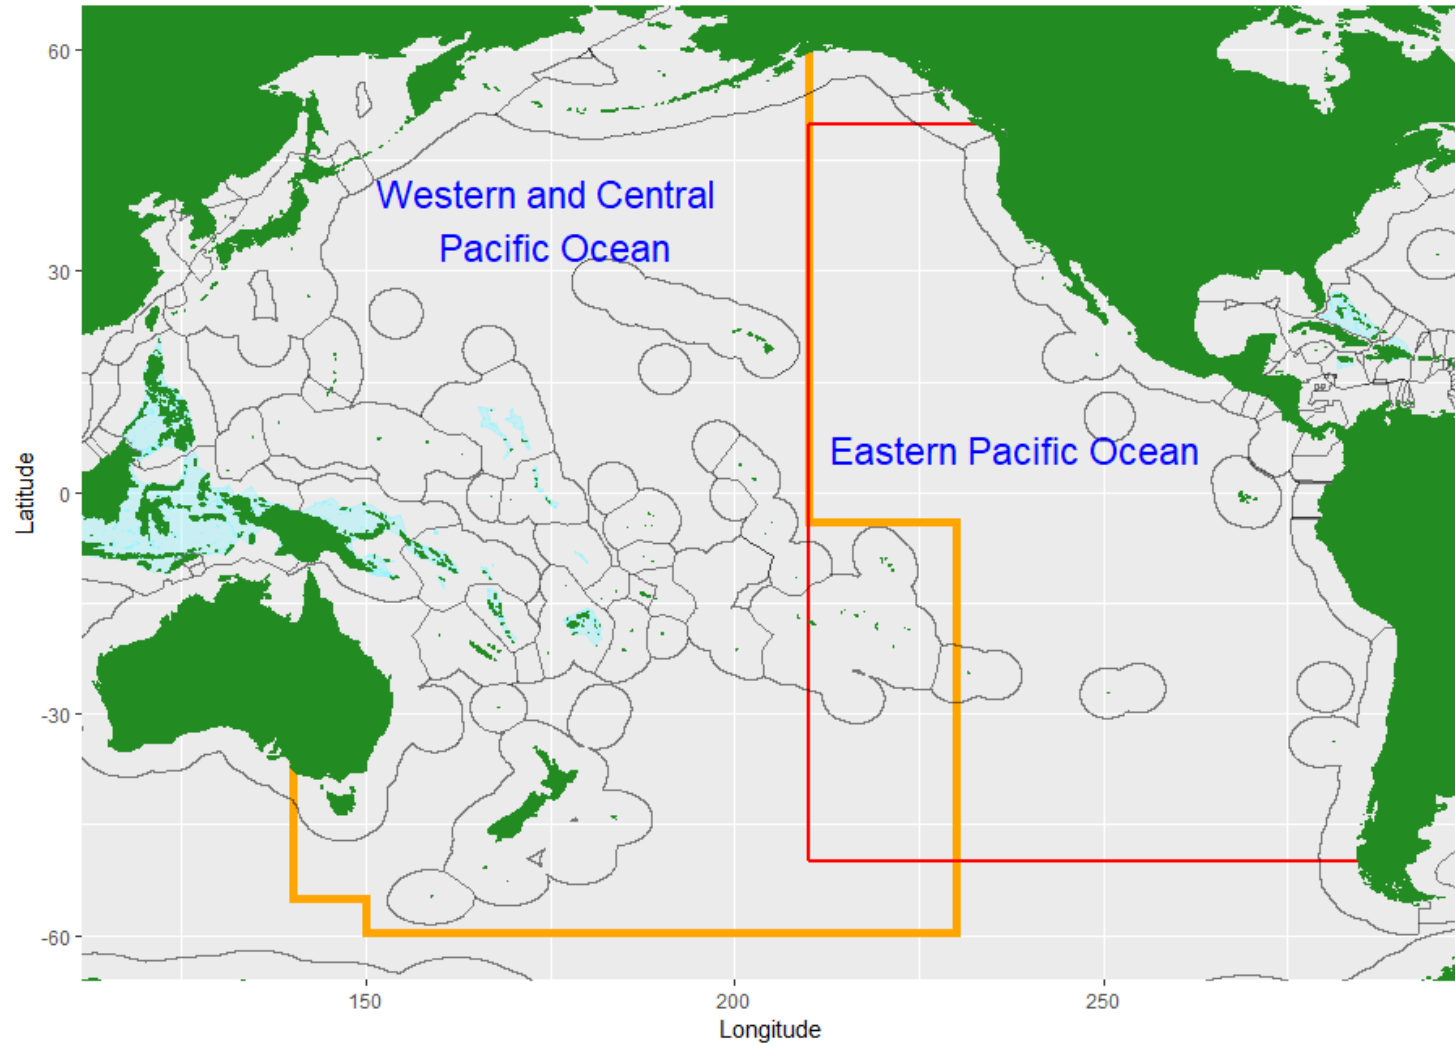 60
30
0
-30
-60
Latitude
Western and Central
Pacific Ocean
Eastern Pacific Ocean
150
200
250
Longitude